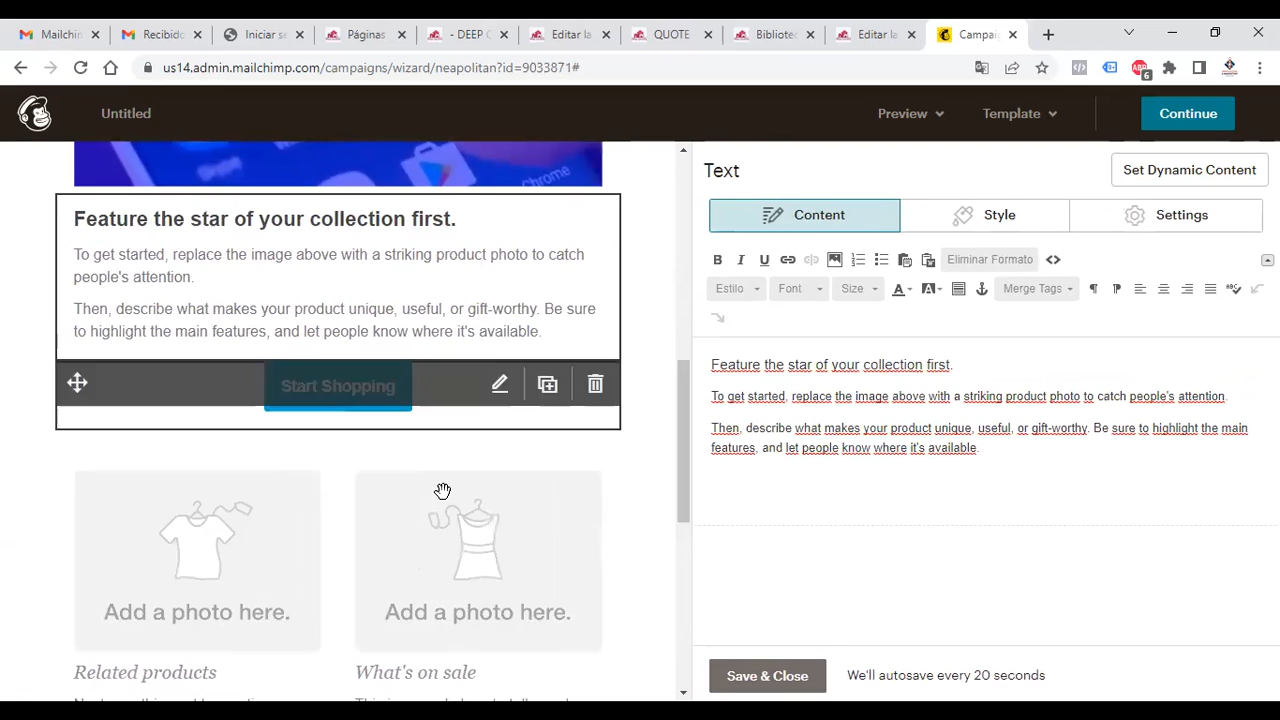 Mailchim
Recibido
Iniciar se
Páginas
- DEEP C
Editar la
QUOTE
Bibliotec
Editar la
Campai
us14.admin.mailchimp.com/campaigns/wizard/neapolitan?id=9033871#
6
Untitled
Preview
Template
Continue
Chrome
Feature the star of your collection first.
To get started, replace the image above with a striking product photo to catch
people's attention.
Then, describe what makes your product unique, useful, or gift-worthy. Be sure
to highlight the main features, and let people know where it's available.
Start Shopping
Add a photo here.
Add a photo here.
Related products
What's on sale
Text
Set Dynamic Content
Content
Style
Settings
B I U
Eliminar Formato
Estilo
Font
Size
A
A
Merge Tags
ABC
Feature the star of your collection first.
To get started, replace the image above with a striking product photo to catch people's attention.
Then, describe what makes your product unique, useful, or gift-worthy. Be sure to highlight the main
features, and let people know where it's available.
Save & Close
We'll autosave every 20 seconds